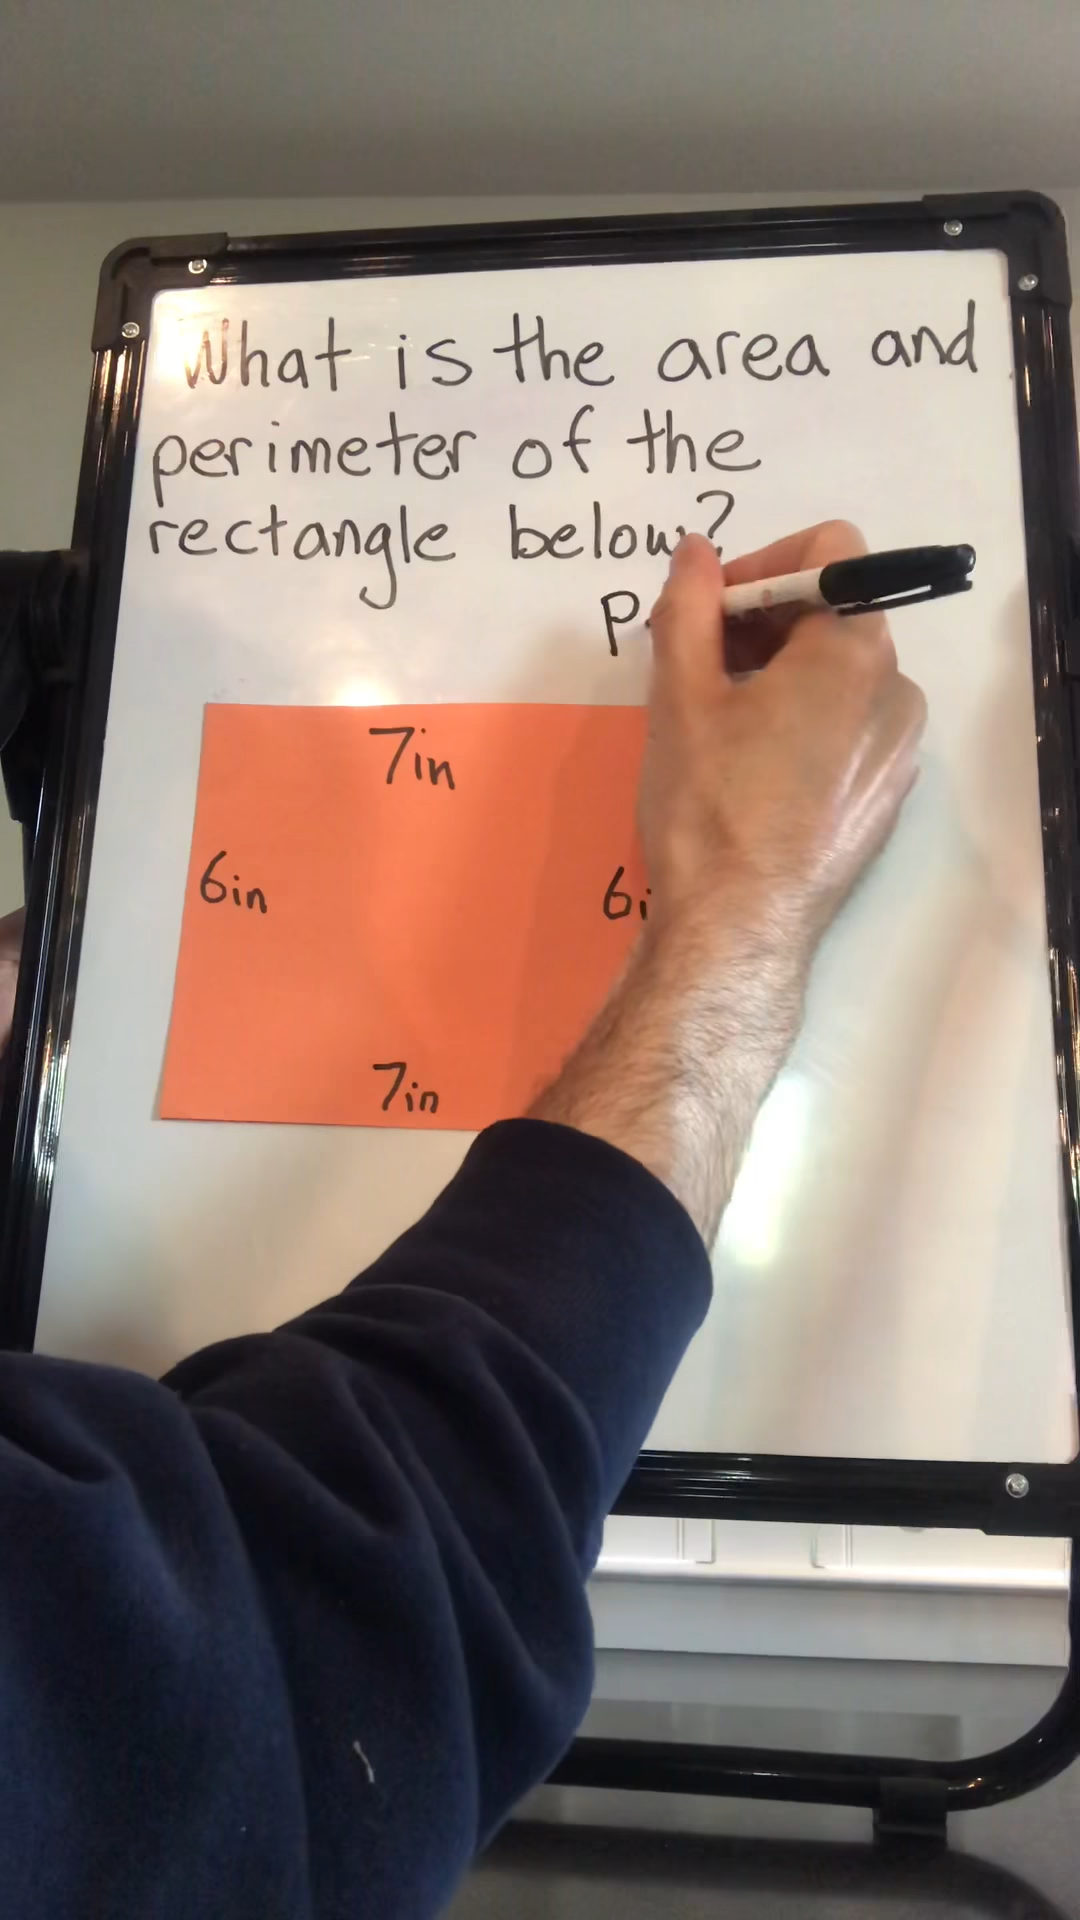 What is the area and
perimeter of the
rectangle below?
P
7in
6in 6i
7in